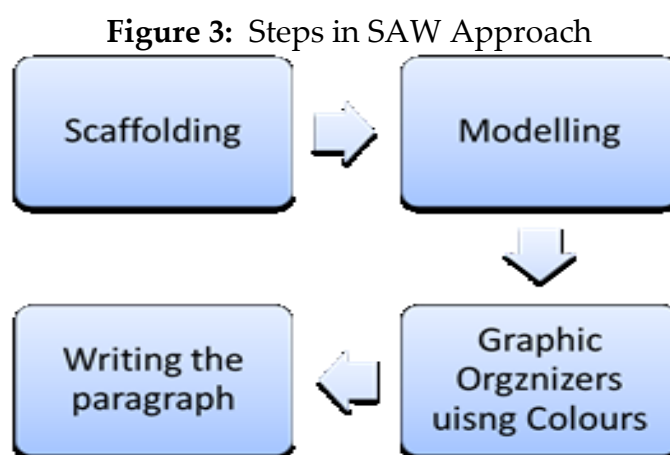 Figure 3: Steps in SAW Approach
Scaffolding
Modelling
Graphic
Orgznizers
uisng Colours
Writing the
paragraph